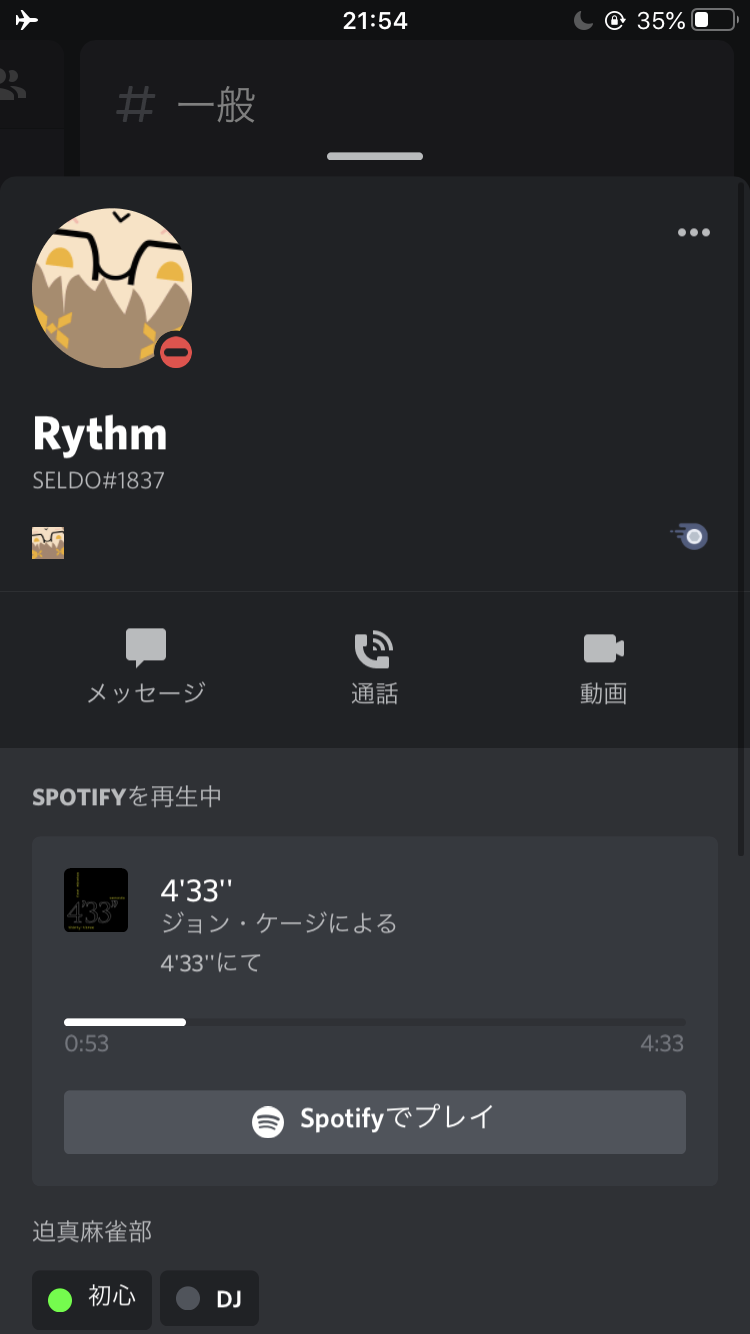 21:54
35%
# 一般
Rythm
SELDO#1837
メッセージ
通話
動画
SPOTIFYを再生中
4'33"
4'33''
ジョン・ケージによる
4'33''にて
0:53
4:33
Spotifyでプレイ
迫真麻雀部
初心
DJ